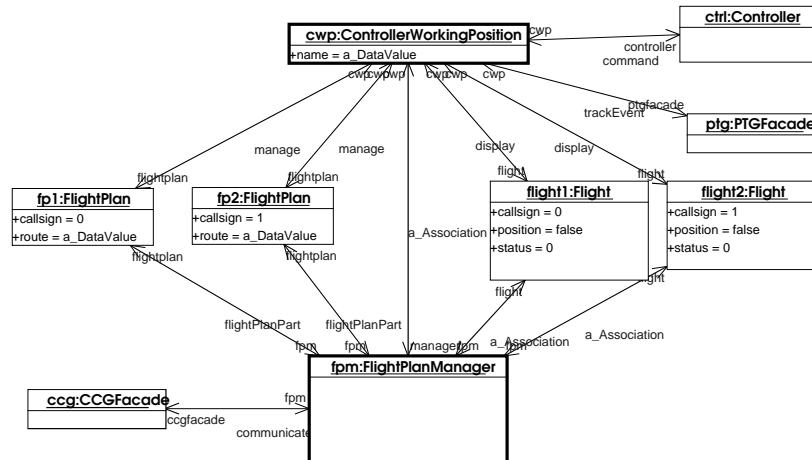 cwp:ControllerWorkingPosition
+name = a_DataValue
ctrl:Controller
cwp
controller
command
cwp
cwp
cwp
cwp
cwp
cwp
ptgfacade
trackEvent
ptg:PTGFacade
manage
manage
display
display
flightplan
flightplan
flight
flight
fp1:FlightPlan
+callsign = 0
+route = a_DataValue
fp2:FlightPlan
+callsign = 1
+route = a_DataValue
flight1:Flight
+callsign = 0
+position = false
+status = 0
flight2:Flight
+callsign = 1
+position = false
+status = 0
a_Association
flightplan
flightplan
flight
flight
flightPlanPart
flightPlanPart
a_Association
a_Association
fpm
fpm
manager
fpm
fpm
fpm:FlightPlanManager
ccg:CCGFacade
fpm
ccgfacade
communicate